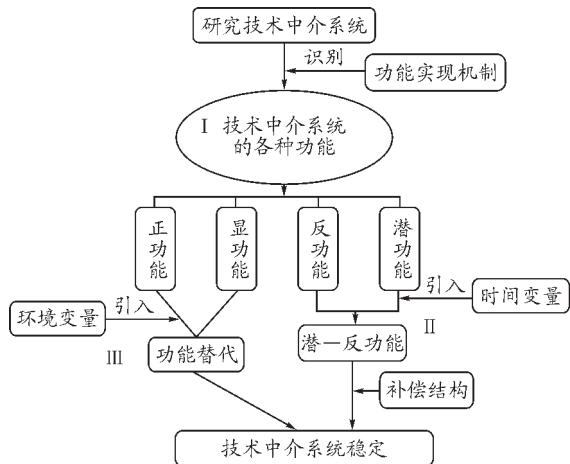 研究技术中介系统
识别
功能实现机制
Ⅰ 技术中介系统
的各种功能
正功能
显功能
反功能
潜功能
环境变量
引入
引入
时间变量
Ⅲ
功能替代
Ⅱ
潜－反功能
补偿结构
技术中介系统稳定